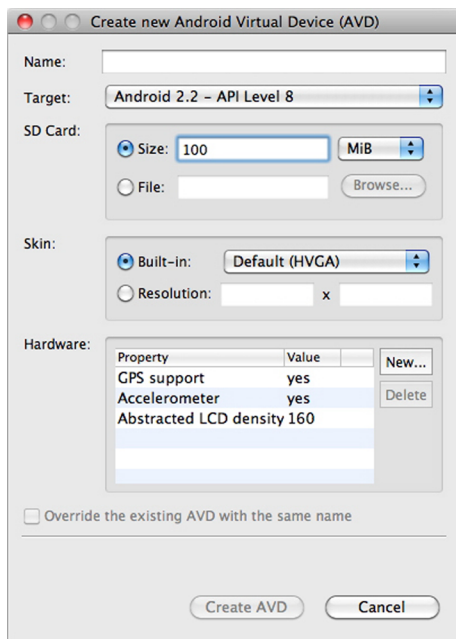 Create new Android Virtual Device (AVD)
Name:
Target: Android 2.2 – API Level 8
SD Card:
Size: 100 MiB
File: Browse...
Skin:
Built-in: Default (HVGA)
Resolution: x
Hardware:
Property Value New...
GPS support yes
Accelerometer yes Delete
Abstracted LCD density 160
Override the existing AVD with the same name
Create AVD Cancel